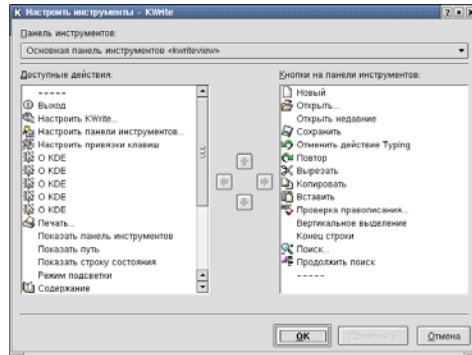 Настроить инструменты - KWrite
Панель инструментов:
Основная панель инструментов «kwriteview»
Доступные действия:
-----
Выход
Настроить KWrite...
Настроить панели инструментов...
Настроить привязки клавиш
О KDE
О KDE
О KDE
О KDE
Печать...
Показать панель инструментов
Показать путь
Показать строку состояния
Режим подсветки
Содержание
Кнопки на панели инструментов:
Новый
Открыть...
Открыть недавние
Сохранить
Отменить действие Typing
Повтор
Вырезать
Копировать
Вставить
Проверка правописания...
Вертикальное выделение
Конец строки
Поиск...
Продолжить поиск
-----
OK
Применить
Отмена